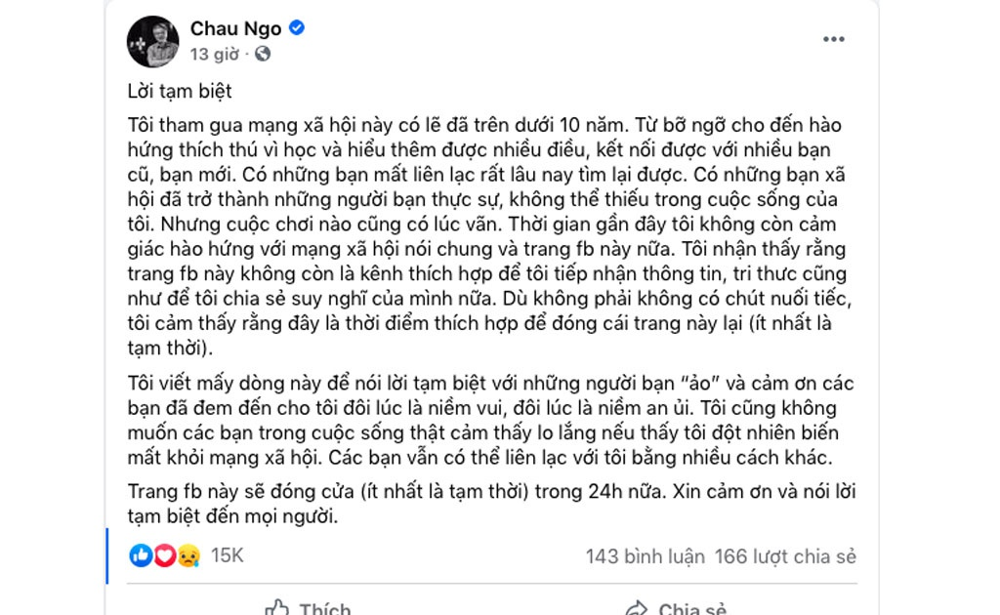 Chau Ngo
13 giờ ·
Lời tạm biệt
Tôi tham gua mạng xã hội này có lẽ đã trên dưới 10 năm. Từ bỡ ngỡ cho đến hào
hứng thích thú vì học và hiểu thêm được nhiều điều, kết nối được với nhiều bạn
cũ, bạn mới. Có những bạn mất liên lạc rất lâu nay tìm lại được. Có những bạn xã
hội đã trở thành những người bạn thực sự, không thể thiếu trong cuộc sống của
tôi. Nhưng cuộc chơi nào cũng có lúc vãn. Thời gian gần đây tôi không còn cảm
giác hào hứng với mạng xã hội nói chung và trang fb này nữa. Tôi nhận thấy rằng
trang fb này không còn là kênh thích hợp để tôi tiếp nhận thông tin, tri thưc cũng
như để tôi chia sẻ suy nghĩ của mình nữa. Dù không phải không có chút nuối tiếc,
tôi cảm thấy rằng đây là thời điểm thích hợp để đóng cái trang này lại (ít nhất là
tạm thời).
Tôi viết mấy dòng này để nói lời tạm biệt với những người bạn “ảo” và cảm ơn các
bạn đã đem đến cho tôi đôi lúc là niềm vui, đôi lúc là niềm an ủi. Tôi cũng không
muốn các bạn trong cuộc sống thật cảm thấy lo lắng nếu thấy tôi đột nhiên biến
mất khỏi mạng xã hội. Các bạn vẫn có thể liên lạc với tôi bằng nhiều cách khác.
Trang fb này sẽ đóng cửa (ít nhất là tạm thời) trong 24h nữa. Xin cảm ơn và nói lời
tạm biệt đến mọi người.
15K 143 bình luận 166 lượt chia sẻ
Thích Chia sẻ